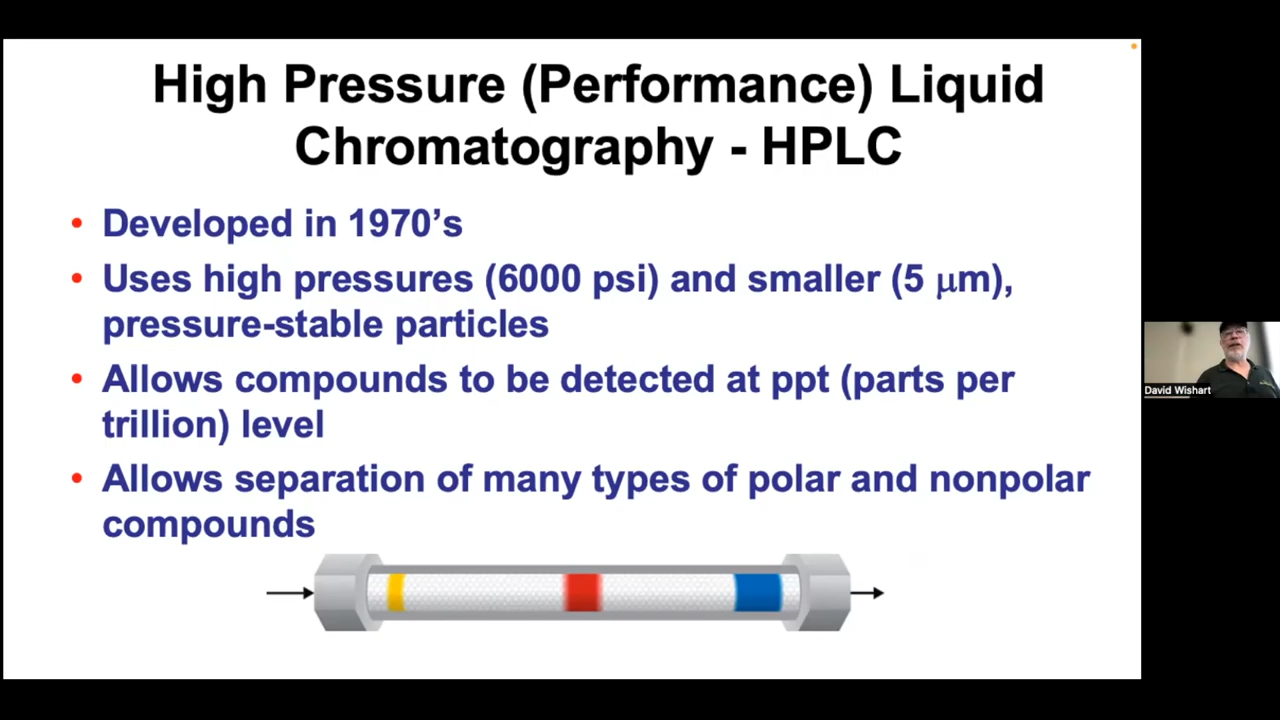 High Pressure (Performance) Liquid
Chromatography - HPLC
• Developed in 1970’s
• Uses high pressures (6000 psi) and smaller (5 μm),
pressure-stable particles
• Allows compounds to be detected at ppt (parts per
trillion) level
• Allows separation of many types of polar and nonpolar
compounds
David Wishart